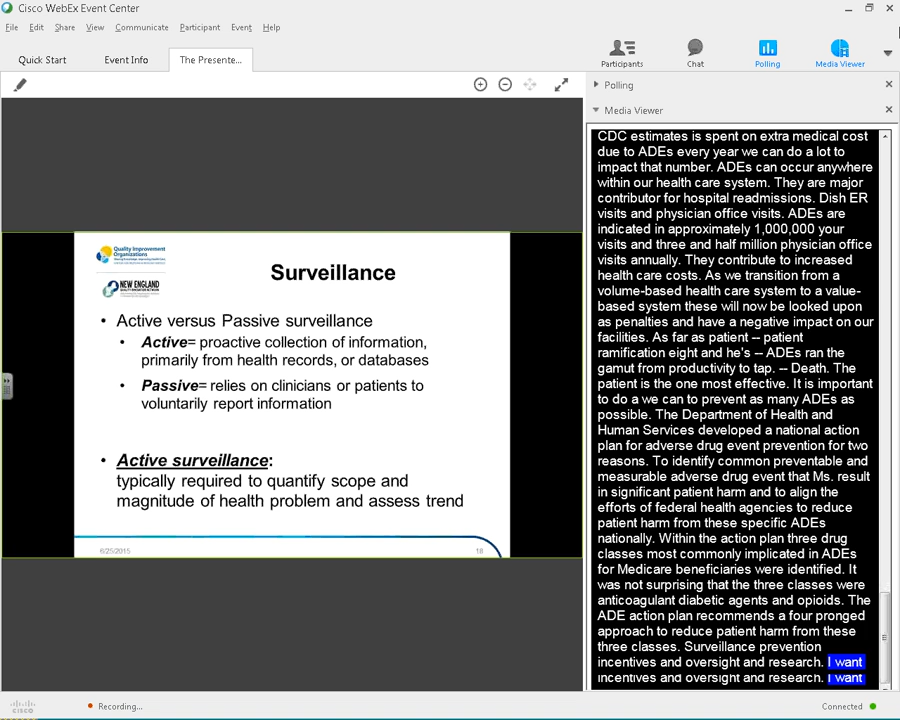 Cisco WebEx Event Center
File Edit Share View Communicate Participant Event Help
Quick Start Event Info The Presente...
Participants Chat Polling Media Viewer
Polling
Media Viewer
Quality Improvement
Organizations
NEW ENGLAND
Surveillance
• Active versus Passive surveillance
• Active= proactive collection of information,
primarily from health records, or databases
• Passive= relies on clinicians or patients to
voluntarily report information
• Active surveillance:
typically required to quantify scope and
magnitude of health problem and assess trend
6/25/2015 18
CDC estimates is spent on extra medical cost
due to ADEs every year we can do a lot to
impact that number. ADEs can occur anywhere
within our health care system. They are major
contributor for hospital readmissions. Dish ER
visits and physician office visits. ADEs are
indicated in approximately 1,000,000 your
visits and three and half million physician office
visits annually. They contribute to increased
health care costs. As we transition from a
volume-based health care system to a value-
based system these will now be looked upon
as penalties and have a negative impact on our
facilities. As far as patient -- patient
ramification eight and he's -- ADEs ran the
gamut from productivity to tap. -- Death. The
patient is the one most effective. It is important
to do a we can to prevent as many ADEs as
possible. The Department of Health and
Human Services developed a national action
plan for adverse drug event prevention for two
reasons. To identify common preventable and
measurable adverse drug event that Ms. result
in significant patient harm and to align the
efforts of federal health agencies to reduce
patient harm from these specific ADEs
nationally. Within the action plan three drug
classes most commonly implicated in ADEs
for Medicare beneficiaries were identified. It
was not surprising that the three classes were
anticoagulant diabetic agents and opioids. The
ADE action plan recommends a four pronged
approach to reduce patient harm from these
three classes. Surveillance prevention
incentives and oversight and research. I want
incentives and oversight and research. I want
cisco Recording... Connected